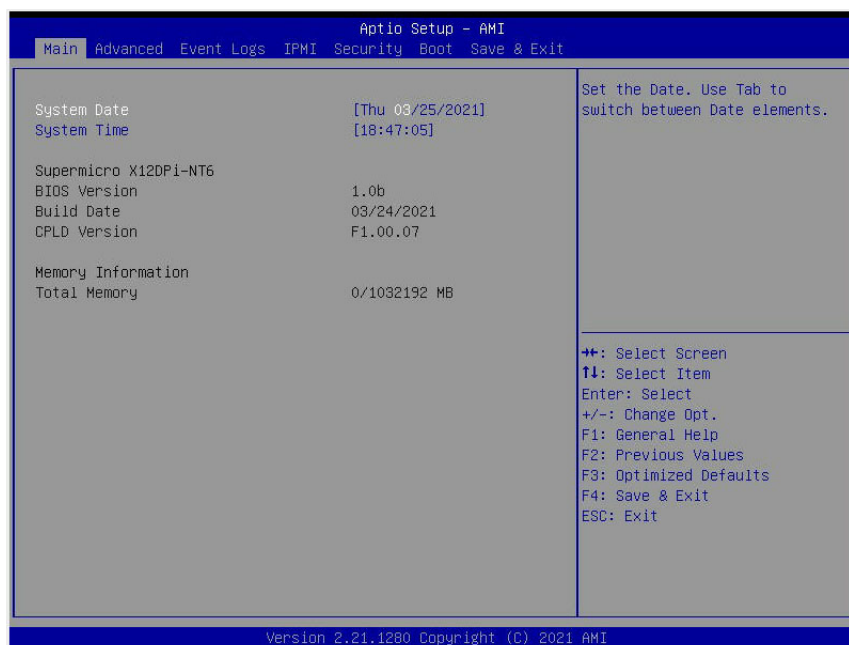 Aptio Setup - AMI
Main Advanced Event Logs IPMI Security Boot Save & Exit
System Date [Thu 03/25/2021]
System Time [18:47:05]
Supermicro X12DPi-NT6
BIOS Version 1.0b
Build Date 03/24/2021
CPLD Version F1.00.07
Memory Information
Total Memory 0/1032192 MB
Set the Date. Use Tab to
switch between Date elements.
→←: Select Screen
↑↓: Select Item
Enter: Select
+/-: Change Opt.
F1: General Help
F2: Previous Values
F3: Optimized Defaults
F4: Save & Exit
ESC: Exit
Version 2.21.1280 Copyright (C) 2021 AMI